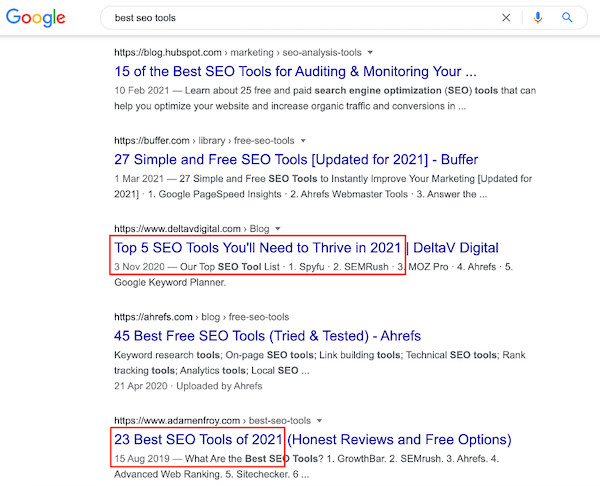 Google
best seo tools
https://blog.hubspot.com › marketing › seo-analysis-tools
15 of the Best SEO Tools for Auditing & Monitoring Your ...
10 Feb 2021 — Learn about 25 free and paid search engine optimization (SEO) tools that can
help you optimize your website and increase organic traffic and conversions in ...
https://buffer.com › library › free-seo-tools
27 Simple and Free SEO Tools [Updated for 2021] - Buffer
1 Mar 2021 — 27 Simple and Free SEO Tools to Instantly Improve Your Marketing [Updated for
2021] · 1. Google PageSpeed Insights · 2. Ahrefs Webmaster Tools · 3. Answer the ...
https://www.deltavdigital.com › Blog
Top 5 SEO Tools You'll Need to Thrive in 2021 | DeltaV Digital
3 Nov 2020 — Our Top SEO Tool List · 1. Spyfu · 2. SEMRush · 3. MOZ Pro · 4. Ahrefs · 5.
Google Keyword Planner.
https://ahrefs.com › blog › free-seo-tools
45 Best Free SEO Tools (Tried & Tested) - Ahrefs
Keyword research tools; On-page SEO tools; Link building tools; Technical SEO tools; Rank
tracking tools; Analytics tools; Local SEO ...
21 Apr 2020 · Uploaded by Ahrefs
https://www.adamenfroy.com › best-seo-tools
23 Best SEO Tools of 2021 (Honest Reviews and Free Options)
15 Aug 2019 — What Are the Best SEO Tools? 1. GrowthBar. 2. SEMrush. 3. Ahrefs. 4.
Advanced Web Ranking. 5. Sitechecker. 6 ...